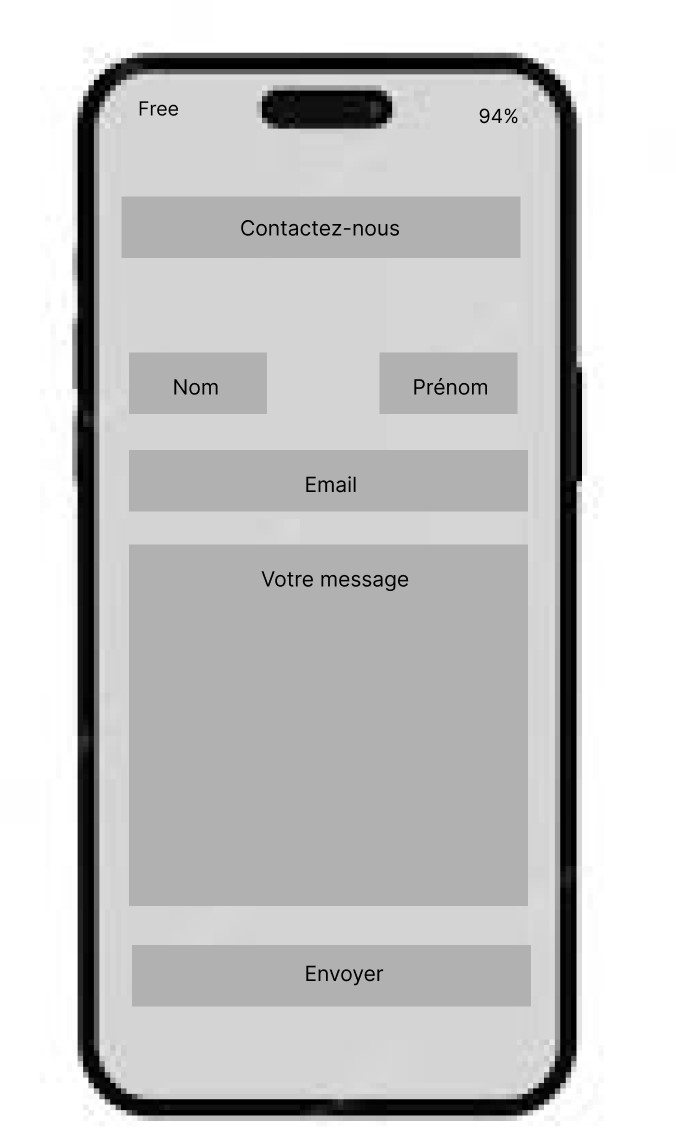 Free
94%
Contactez-nous
Nom
Prénom
Email
Votre message
Envoyer